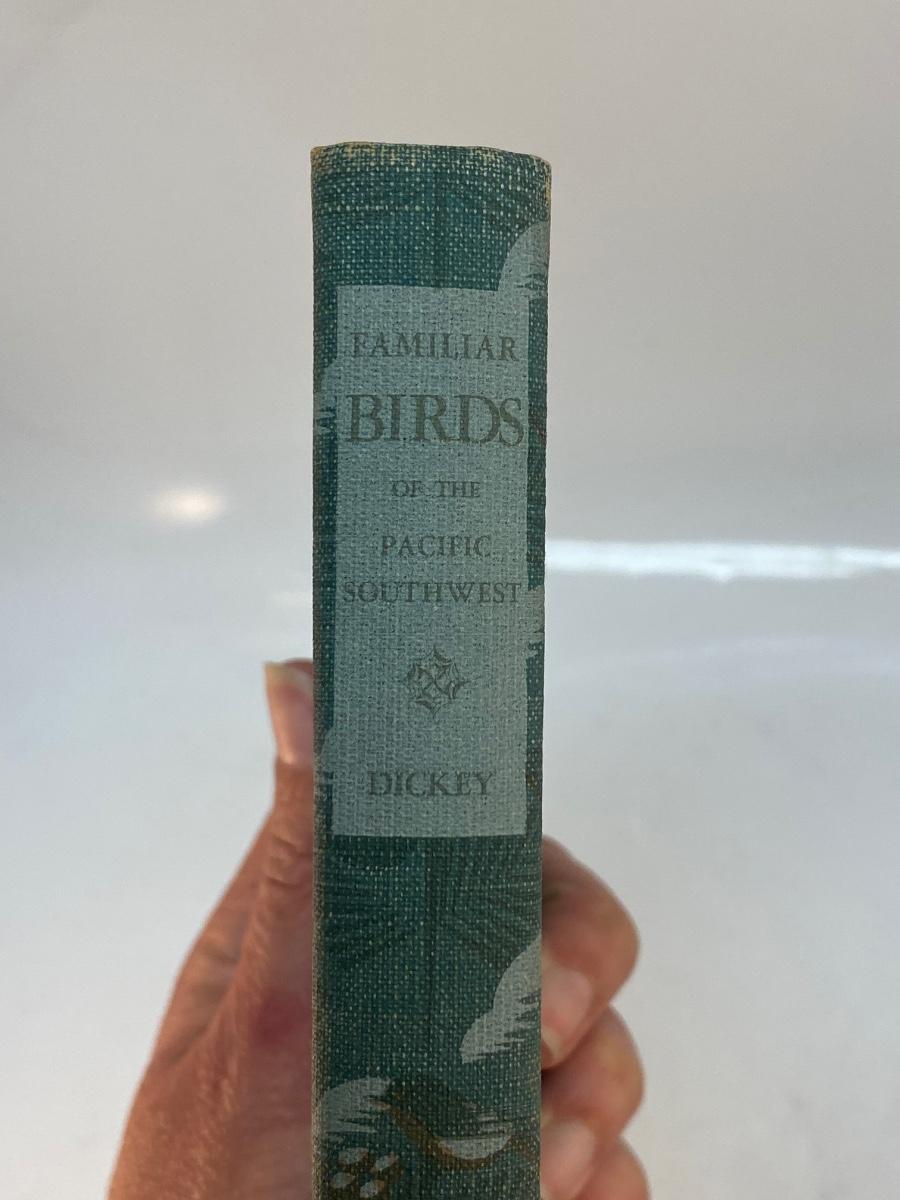 FAMILIAR
BIRDS
OF THE
PACIFIC
SOUTHWEST
DICKEY